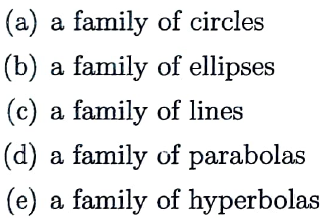 (a) a family of circles
(b) a family of ellipses
(c) a family of lines
(d) a family of parabolas
(e) a family of hyperbolas